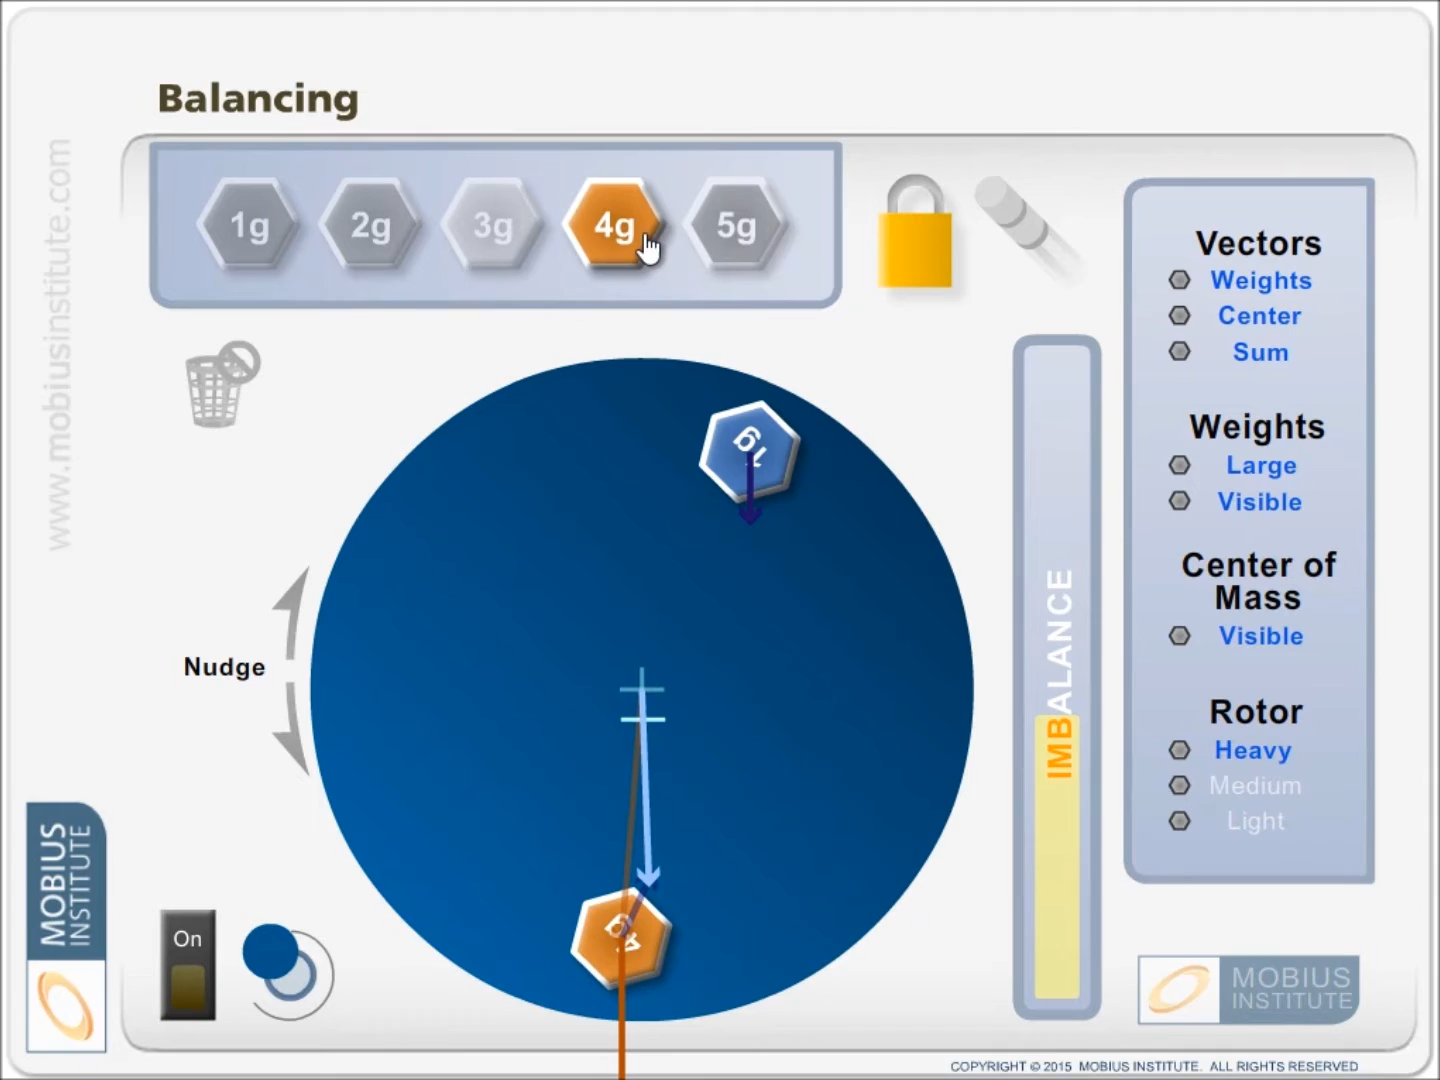 Balancing
1g 2g 3g 4g 5g
www.mobiusinstitute.com
Vectors
Weights
Center
Sum
Weights
Large
Visible
Center of
Mass
Visible
Rotor
Heavy
Medium
Light
1g
IMBALANCE
Nudge
4g
On
MOBIUS
INSTITUTE
MOBIUS
INSTITUTE
COPYRIGHT © 2015 MOBIUS INSTITUTE. ALL RIGHTS RESERVED